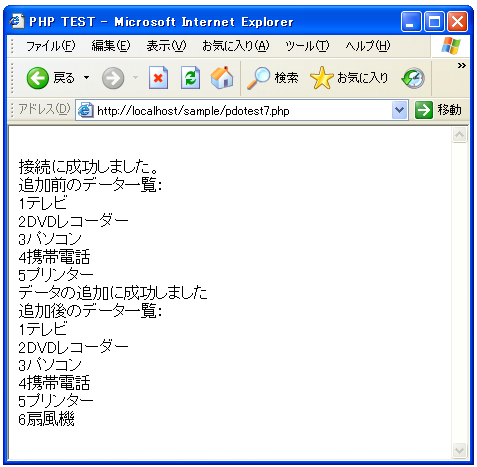 PHP TEST - Microsoft Internet Explorer
ファイル(F) 編集(E) 表示(V) お気に入り(A) ツール(T) ヘルプ(H)
戻る 検索 お気に入り
アドレス(D) http://localhost/sample/pdotest7.php 移動
接続に成功しました。
追加前のデータ一覧：
1テレビ
2DVDレコーダー
3パソコン
4携帯電話
5プリンター
データの追加に成功しました
追加後のデータ一覧：
1テレビ
2DVDレコーダー
3パソコン
4携帯電話
5プリンター
6扇風機